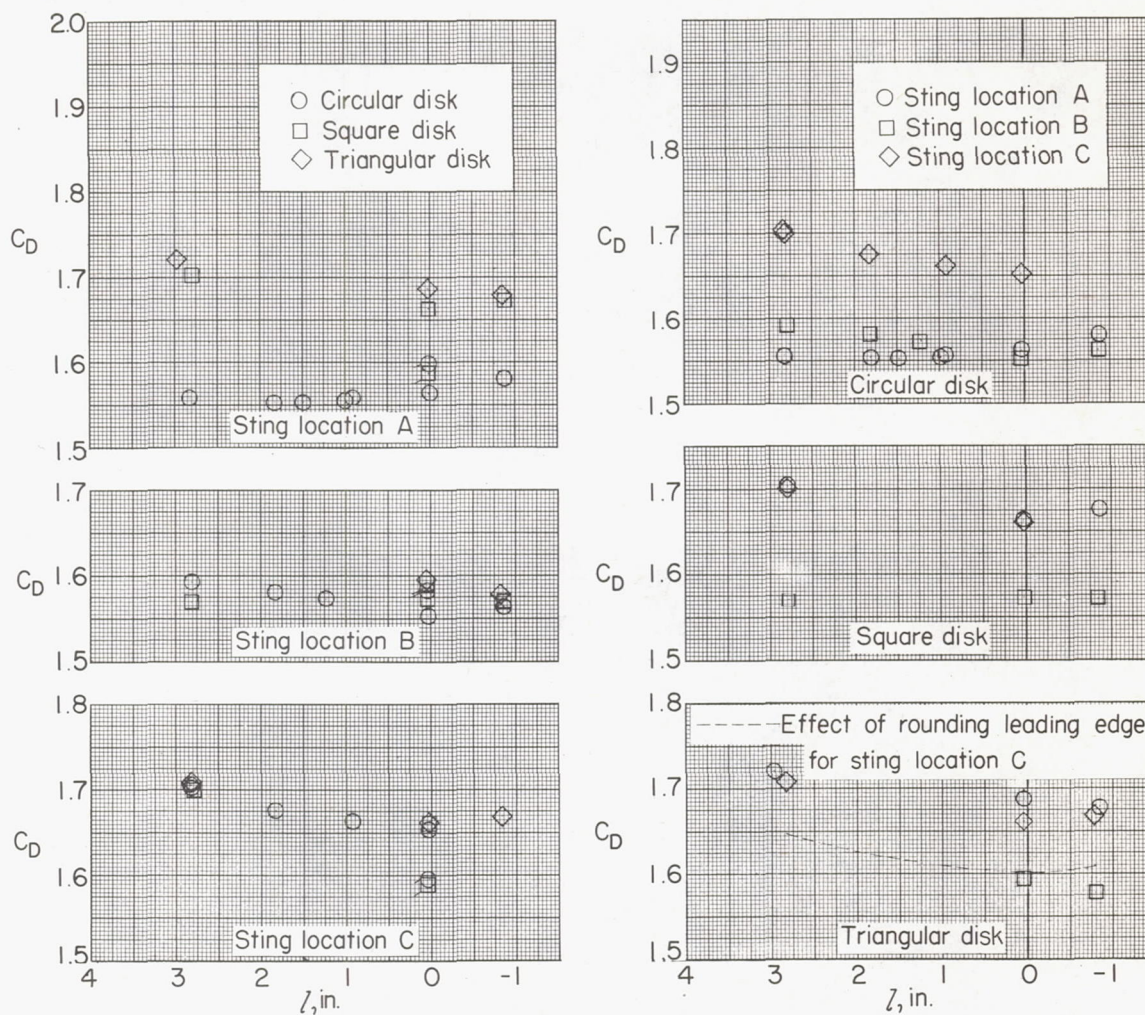 2.0
1.9
1.8
C_D
1.7
1.6
1.5
○ Circular disk
□ Square disk
◇ Triangular disk
Sting location A
1.7
C_D 1.6
1.5
Sting location B
1.8
1.7
C_D
1.6
1.5
Sting location C
4 3 2 1 0 -1
l, in.
1.9
1.8
C_D 1.7
1.6
1.5
○ Sting location A
□ Sting location B
◇ Sting location C
Circular disk
1.7
C_D 1.6
1.5
Square disk
1.8
1.7
C_D
1.6
1.5
Effect of rounding leading edge
for sting location C
Triangular disk
4 3 2 1 0 -1
l, in.